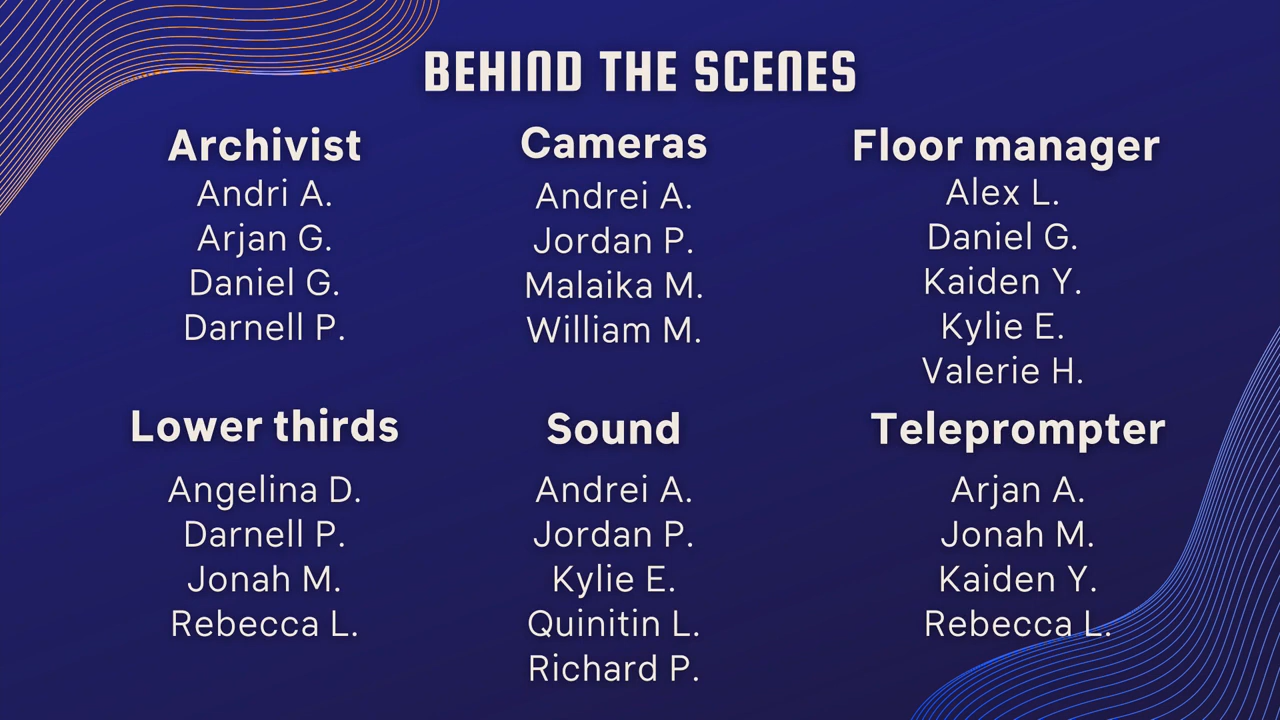 BEHIND THE SCENES
Archivist
Andri A.
Arjan G.
Daniel G.
Darnell P.
Cameras
Andrei A.
Jordan P.
Malaika M.
William M.
Floor manager
Alex L.
Daniel G.
Kaiden Y.
Kylie E.
Valerie H.
Lower thirds
Angelina D.
Darnell P.
Jonah M.
Rebecca L.
Sound
Andrei A.
Jordan P.
Kylie E.
Quinitin L.
Richard P.
Teleprompter
Arjan A.
Jonah M.
Kaiden Y.
Rebecca L.